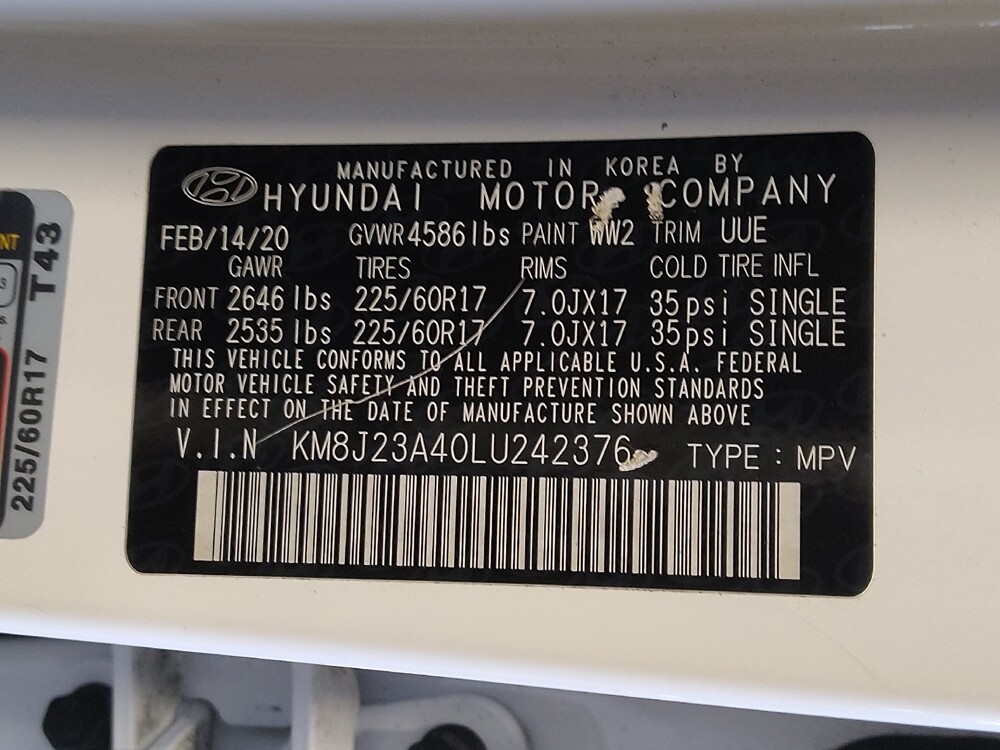 MANUFACTURED IN KOREA BY
HYUNDAI MOTOR COMPANY
FEB/14/20 GVWR 4586lbs PAINT WW2 TRIM UUE
GAWR TIRES RIMS COLD TIRE INFL
FRONT 2646 lbs 225/60R17 7.0JX17 35psi SINGLE
REAR 2535 lbs 225/60R17 7.0JX17 35psi SINGLE
THIS VEHICLE CONFORMS TO ALL APPLICABLE U.S.A. FEDERAL
MOTOR VEHICLE SAFETY AND THEFT PREVENTION STANDARDS
IN EFFECT ON THE DATE OF MANUFACTURE SHOWN ABOVE
V.I.N KM8J23A40LU242376 TYPE : MPV
225/60R17 T43